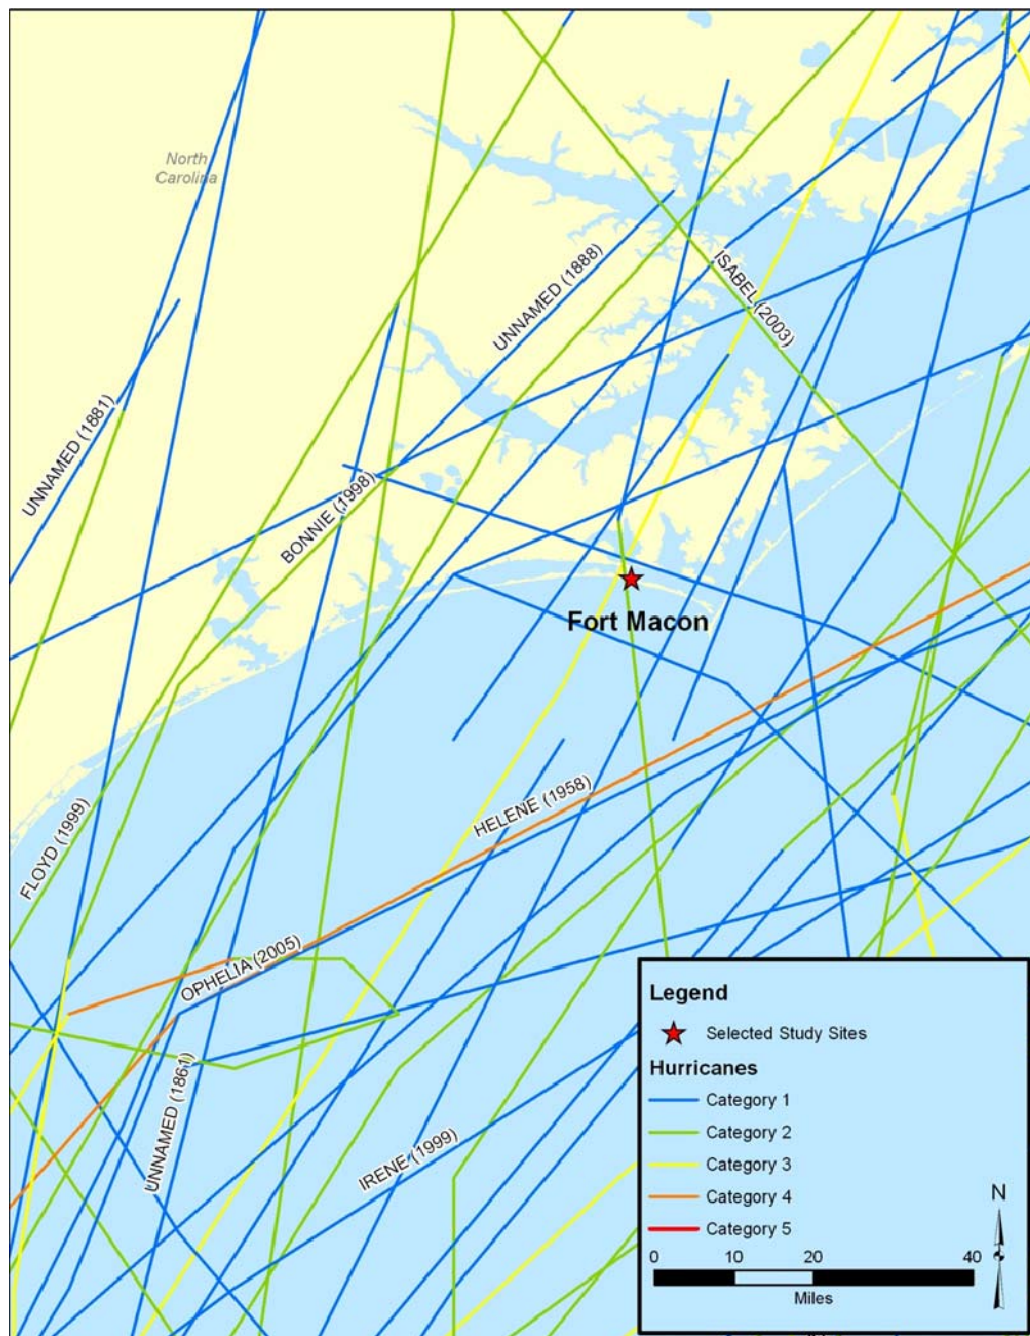 North
Carolina
UNNAMED (1888)
ISABEL (2003)
UNNAMED (1881)
BONNIE (1998)
Fort Macon
HELENE (1958)
FLOYD (1999)
OPHELIA (2005)
UNNAMED (1861)
IRENE (1999)
Legend
Selected Study Sites
Hurricanes
Category 1
Category 2
Category 3
Category 4
Category 5
N
0 10 20 40
Miles